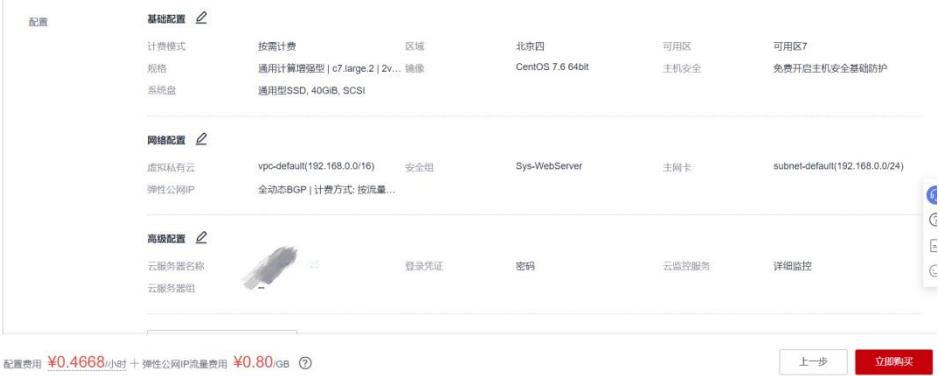 配置
基础配置
计费模式 按需计费 区域 北京四 可用区 可用区7
规格 通用计算增强型 | c7.large.2 | 2v... 镜像 CentOS 7.6 64bit 主机安全 免费开启主机安全基础防护
系统盘 通用型SSD, 40GiB, SCSI
网络配置
虚拟私有云 vpc-default(192.168.0.0/16) 安全组 Sys-WebServer 主网卡 subnet-default(192.168.0.0/24)
弹性公网IP 全动态BGP | 计费方式: 按流量...
高级配置
云服务器名称 登录凭证 密码 云监控服务 详细监控
云服务器组 --
配置费用 ¥0.4668/小时 + 弹性公网IP流量费用 ¥0.80/GB
上一步 立即购买